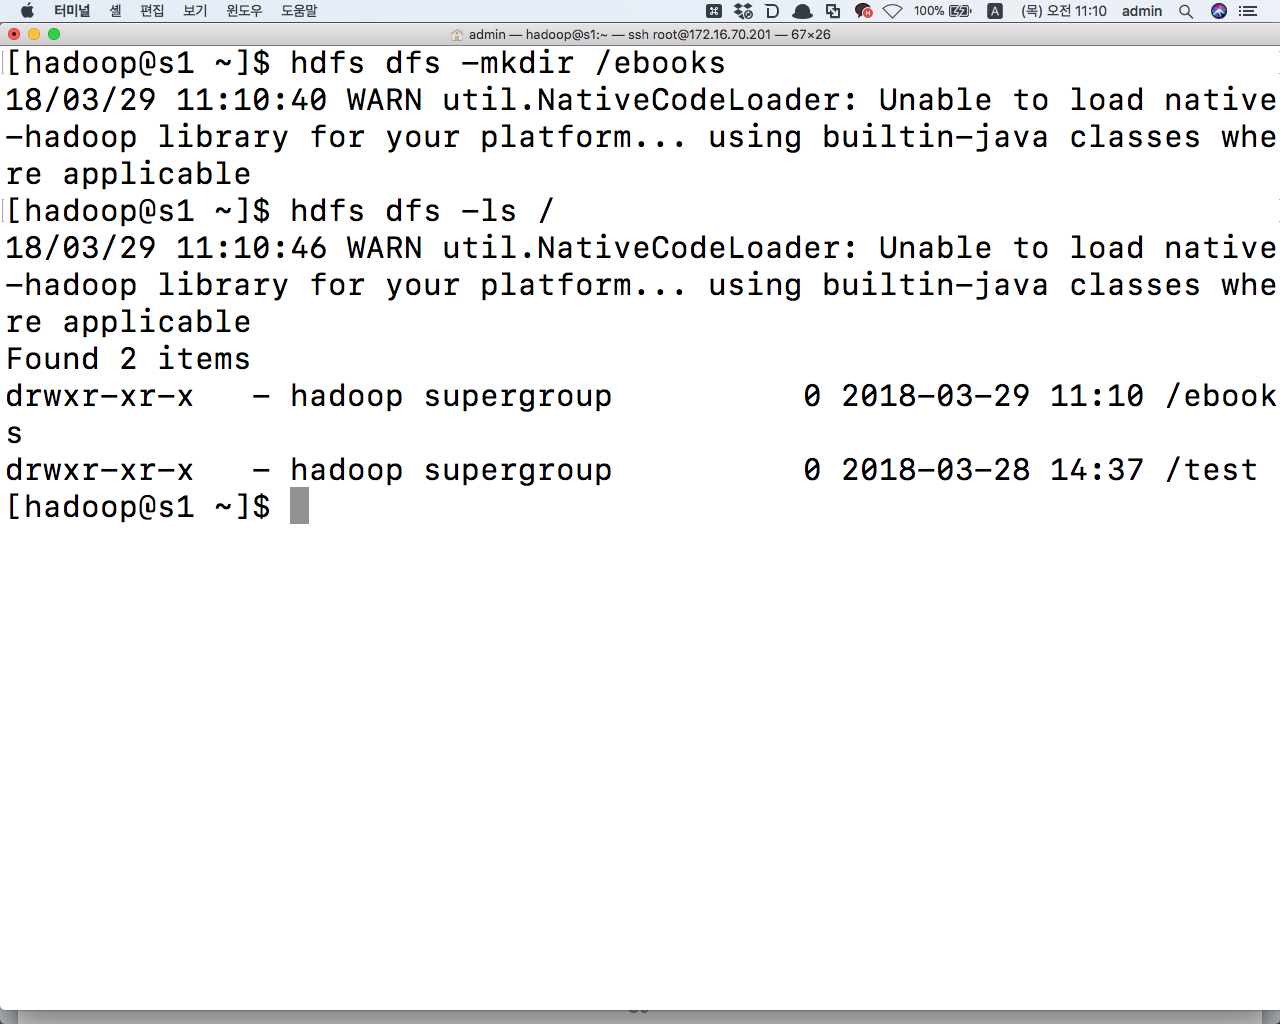 터미널 셸 편집 보기 윈도우 도움말 100% A (목) 오전 11:10 admin
admin — hadoop@s1:~ — ssh root@172.16.70.201 — 67×26
[hadoop@s1 ~]$ hdfs dfs -mkdir /ebooks
18/03/29 11:10:40 WARN util.NativeCodeLoader: Unable to load native
-hadoop library for your platform... using builtin-java classes whe
re applicable
[hadoop@s1 ~]$ hdfs dfs -ls /
18/03/29 11:10:46 WARN util.NativeCodeLoader: Unable to load native
-hadoop library for your platform... using builtin-java classes whe
re applicable
Found 2 items
drwxr-xr-x   - hadoop supergroup          0 2018-03-29 11:10 /ebook
s
drwxr-xr-x   - hadoop supergroup          0 2018-03-28 14:37 /test
[hadoop@s1 ~]$